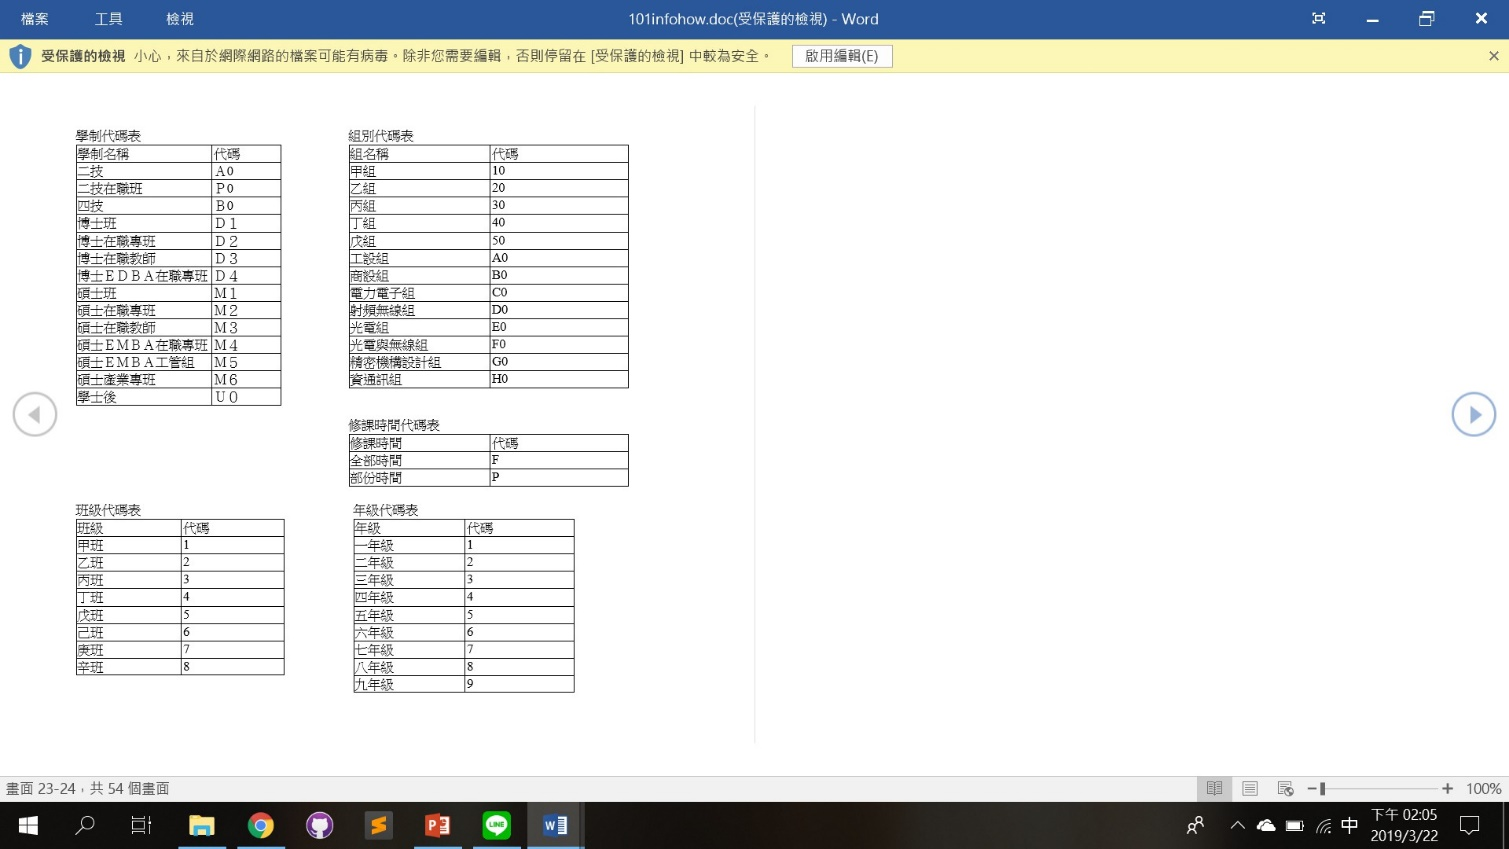 檔案 工具 檢視 101infohow.doc(受保護的檢視) - Word
受保護的檢視 小心，來自於網際網路的檔案可能有病毒。除非您需要編輯，否則停留在 [受保護的檢視] 中較為安全。 啟用編輯(E)
學制代碼表
學制名稱 代碼
二技 A0
二技在職班 P0
四技 B0
博士班 D1
博士在職專班 D2
博士在職教師 D3
博士EDBA在職專班 D4
碩士班 M1
碩士在職專班 M2
碩士在職教師 M3
碩士EMBA在職專班 M4
碩士EMBA工管組 M5
碩士產業專班 M6
學士後 U0
組別代碼表
組名稱 代碼
甲組 10
乙組 20
丙組 30
丁組 40
戊組 50
工設組 A0
商設組 B0
電力電子組 C0
射頻無線組 D0
光電組 E0
光電與無線組 F0
精密機構設計組 G0
資通訊組 H0
修課時間代碼表
修課時間 代碼
全部時間 F
部份時間 P
班級代碼表
班級 代碼
甲班 1
乙班 2
丙班 3
丁班 4
戊班 5
己班 6
庚班 7
辛班 8
年級代碼表
年級 代碼
一年級 1
二年級 2
三年級 3
四年級 4
五年級 5
六年級 6
七年級 7
八年級 8
九年級 9
畫面 23-24，共 54 個畫面 100%
LINE
中
下午 02:05
2019/3/22